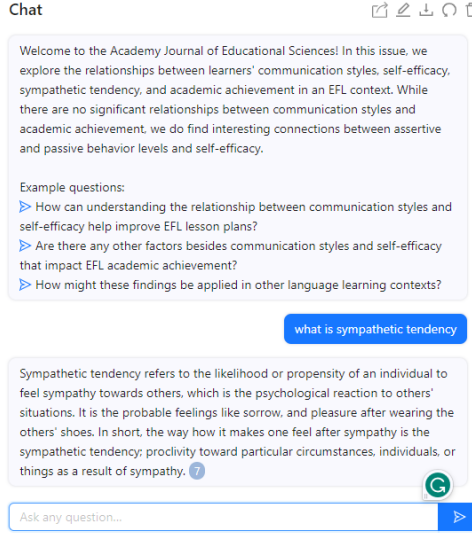 Chat
Welcome to the Academy Journal of Educational Sciences! In this issue, we
explore the relationships between learners' communication styles, self-efficacy,
sympathetic tendency, and academic achievement in an EFL context. While
there are no significant relationships between communication styles and
academic achievement, we do find interesting connections between assertive
and passive behavior levels and self-efficacy.
Example questions:
How can understanding the relationship between communication styles and
self-efficacy help improve EFL lesson plans?
Are there any other factors besides communication styles and self-efficacy
that impact EFL academic achievement?
How might these findings be applied in other language learning contexts?
what is sympathetic tendency
Sympathetic tendency refers to the likelihood or propensity of an individual to
feel sympathy towards others, which is the psychological reaction to others'
situations. It is the probable feelings like sorrow, and pleasure after wearing the
others' shoes. In short, the way how it makes one feel after sympathy is the
sympathetic tendency; proclivity toward particular circumstances, individuals, or
things as a result of sympathy. 7
Ask any question...